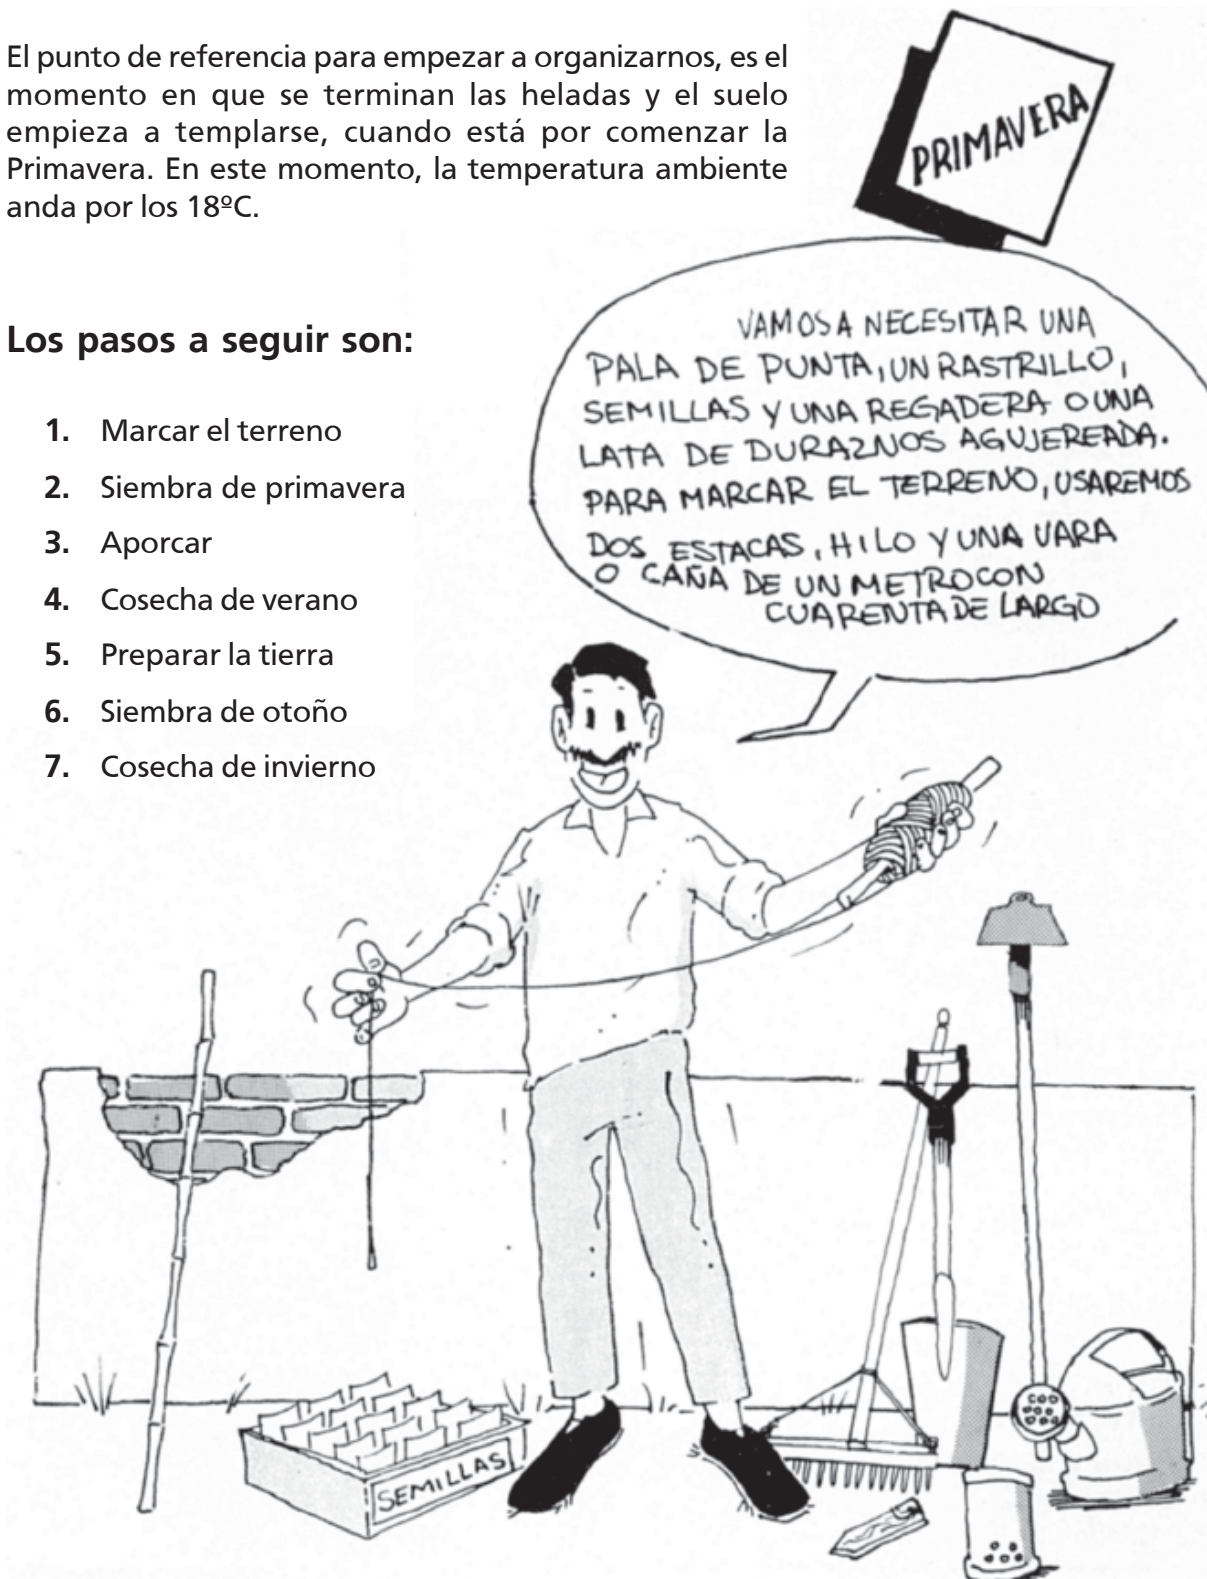 El punto de referencia para empezar a organizarnos, es el
momento en que se terminan las heladas y el suelo
empieza a templarse, cuando está por comenzar la
Primavera. En este momento, la temperatura ambiente
anda por los 18ºC.
PRIMAVERA
Los pasos a seguir son:
1. Marcar el terreno
2. Siembra de primavera
3. Aporcar
4. Cosecha de verano
5. Preparar la tierra
6. Siembra de otoño
7. Cosecha de invierno
VAMOS A NECESITAR UNA
PALA DE PUNTA, UN RASTRILLO,
SEMILLAS Y UNA REGADERA O UNA
LATA DE DURAZNOS AGUJEREADA.
PARA MARCAR EL TERRENO, USAREMOS
DOS ESTACAS, HILO Y UNA VARA
O CAÑA DE UN METRO CON
CUARENTA DE LARGO
SEMILLAS